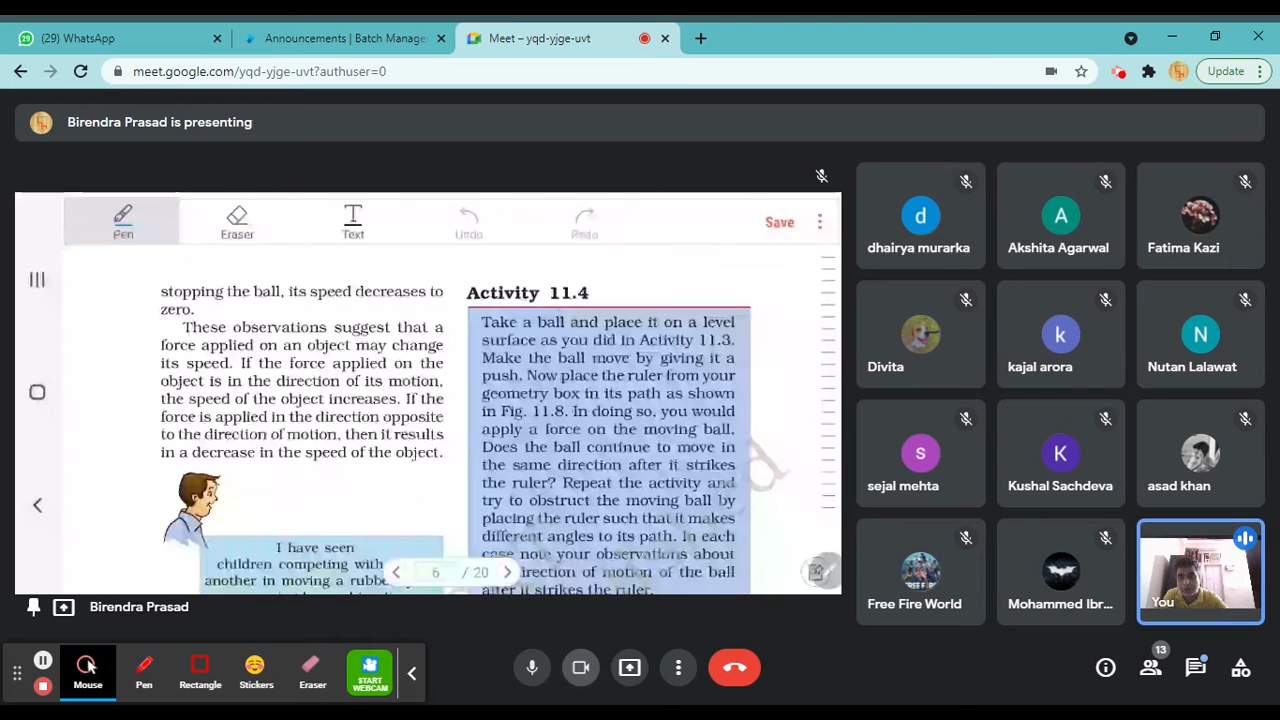 (29) WhatsApp
Announcements | Batch Manage
Meet – yqd-yjge-uvt
meet.google.com/yqd-yjge-uvt?authuser=0
Update
Birendra Prasad is presenting
Pen
Eraser
Text
Undo
Redo
Save
stopping the ball, its speed decreases to
zero.
These observations suggest that a
force applied on an object may change
its speed. If the force applied on the
object is in the direction of its motion,
the speed of the object increases. If the
force is applied in the direction opposite
to the direction of motion, then it results
in a decrease in the speed of the object.
I have seen
children competing with
another in moving a rubbe
Activity 11.4
Take a ball and place it on a level
surface as you did in Activity 11.3.
Make the ball move by giving it a
push. Now place the ruler from your
geometry box in its path as shown
in Fig. 11.8. In doing so, you would
apply a force on the moving ball.
Does the ball continue to move in
the same direction after it strikes
the ruler? Repeat the activity and
try to obstruct the moving ball by
placing the ruler such that it makes
different angles to its path. In each
case note your observations about
direction of motion of the ball
after it strikes the ruler.
6 / 20
Birendra Prasad
d
dhairya murarka
A
Akshita Agarwal
Fatima Kazi
Divita
k
kajal arora
N
Nutan Lalawat
s
sejal mehta
K
Kushal Sachdeva
asad khan
FREE FIRE
Free Fire World
Mohammed Ibr...
You
Mouse
Pen
Rectangle
Stickers
Eraser
START
WEBCAM
13